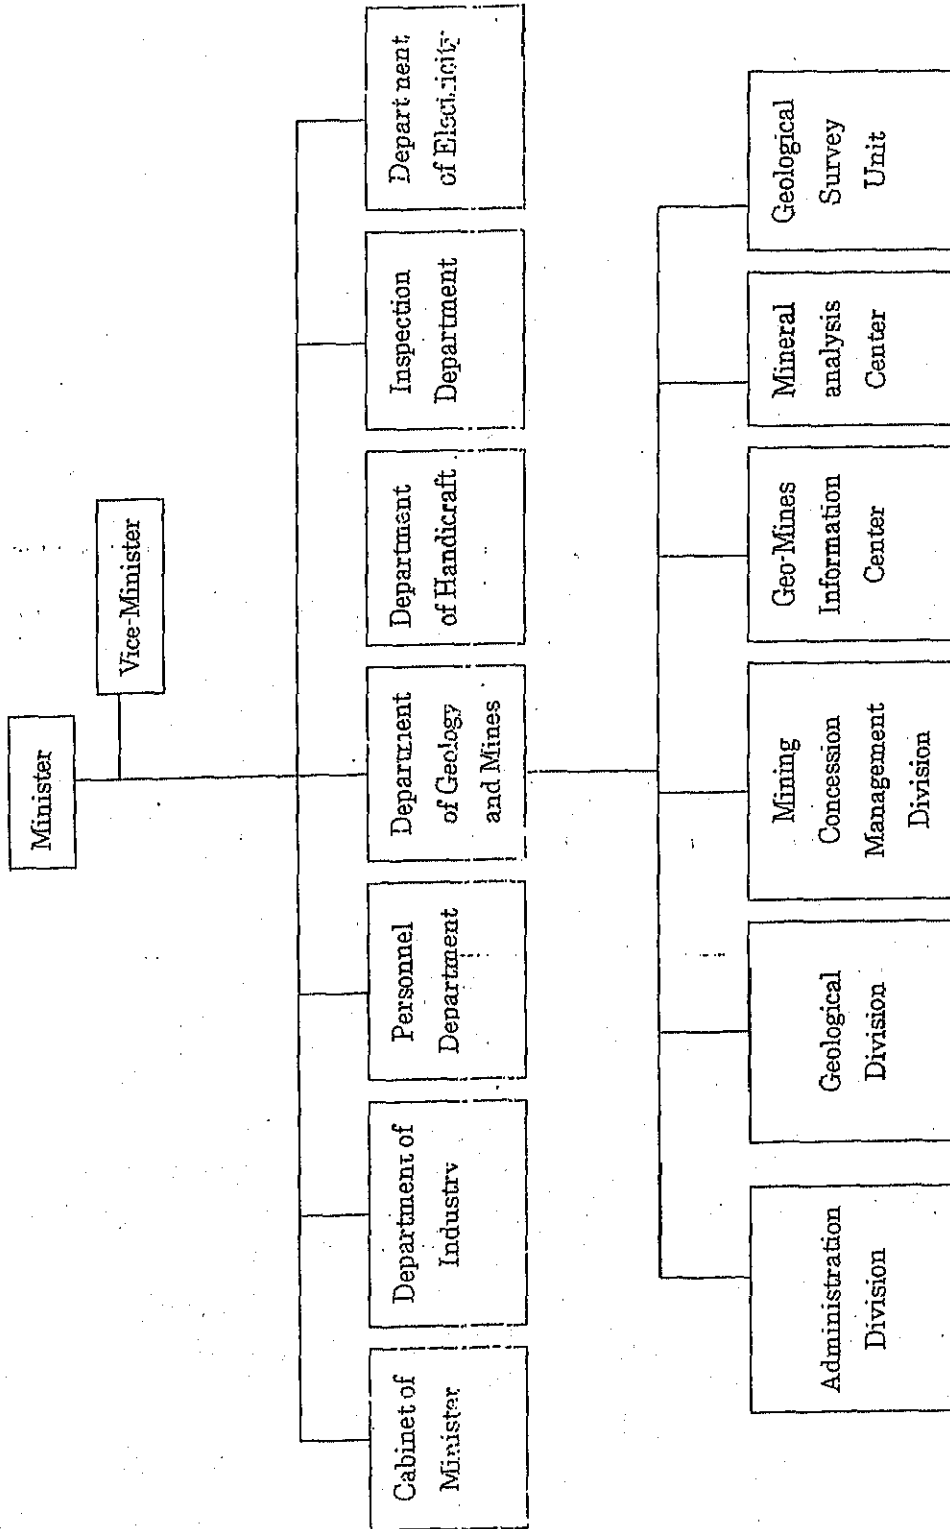 Minister
Vice-Minister
Cabinet of
Minister
Department of
Industry
Personnel
Department
Department
of Geology
and Mines
Department
of Handicraft
Inspection
Department
Department
of Electricity
Administration
Division
Geological
Division
Mining
Concession
Management
Division
Geo-Mines
Information
Center
Mineral
analysis
Center
Geological
Survey
Unit